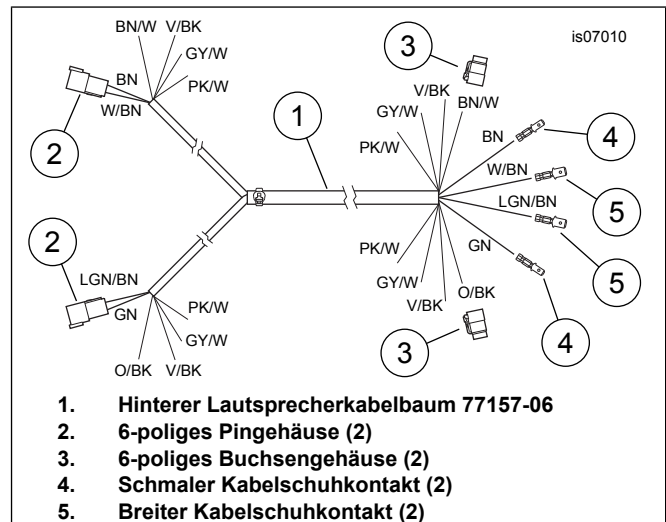 is07010
BN/W V/BK
GY/W
BN
PK/W
W/BN
2
1
3
V/BK
GY/W
BN/W
PK/W
BN
4
W/BN
5
LGN/BN
5
GN
4
2
LGN/BN
GN
PK/W
GY/W
O/BK V/BK
PK/W
GY/W
V/BK
O/BK
3
1. Hinterer Lautsprecherkabelbaum 77157-06
2. 6-poliges Pingehäuse (2)
3. 6-poliges Buchsengehäuse (2)
4. Schmaler Kabelschuhkontakt (2)
5. Breiter Kabelschuhkontakt (2)